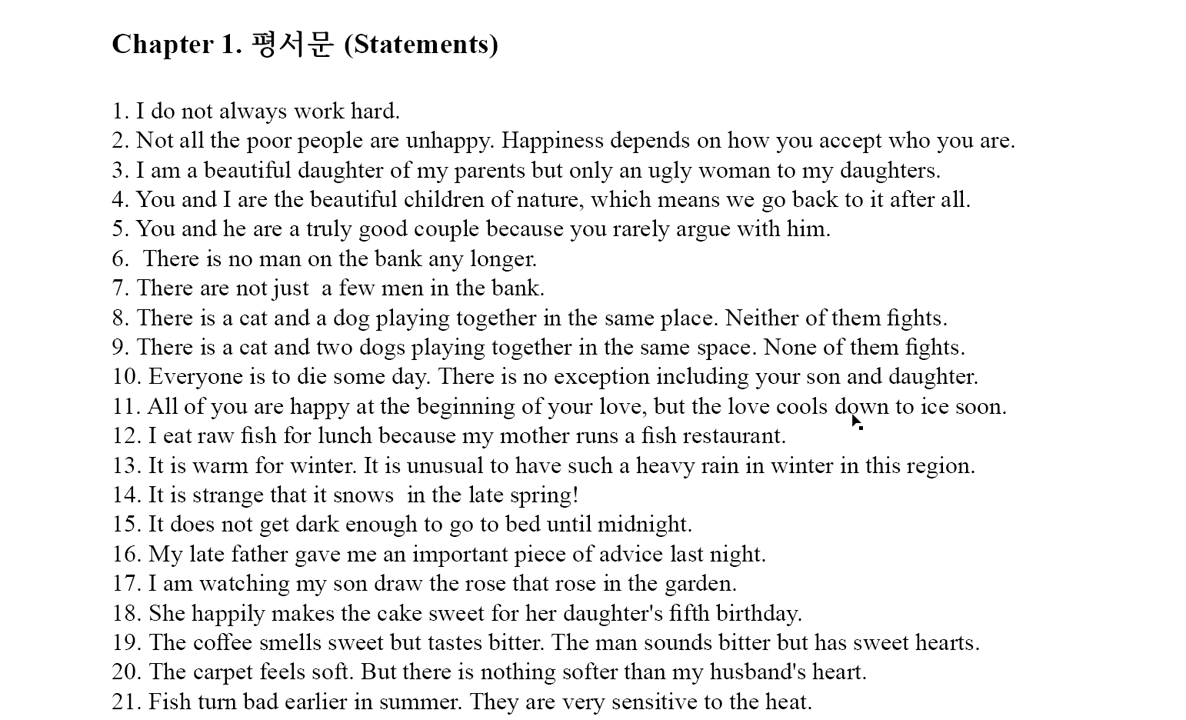 Chapter 1. 평서문 (Statements)
1. I do not always work hard.
2. Not all the poor people are unhappy. Happiness depends on how you accept who you are.
3. I am a beautiful daughter of my parents but only an ugly woman to my daughters.
4. You and I are the beautiful children of nature, which means we go back to it after all.
5. You and he are a truly good couple because you rarely argue with him.
6.  There is no man on the bank any longer.
7. There are not just  a few men in the bank.
8. There is a cat and a dog playing together in the same place. Neither of them fights.
9. There is a cat and two dogs playing together in the same space. None of them fights.
10. Everyone is to die some day. There is no exception including your son and daughter.
11. All of you are happy at the beginning of your love, but the love cools down to ice soon.
12. I eat raw fish for lunch because my mother runs a fish restaurant.
13. It is warm for winter. It is unusual to have such a heavy rain in winter in this region.
14. It is strange that it snows  in the late spring!
15. It does not get dark enough to go to bed until midnight.
16. My late father gave me an important piece of advice last night.
17. I am watching my son draw the rose that rose in the garden.
18. She happily makes the cake sweet for her daughter's fifth birthday.
19. The coffee smells sweet but tastes bitter. The man sounds bitter but has sweet hearts.
20. The carpet feels soft. But there is nothing softer than my husband's heart.
21. Fish turn bad earlier in summer. They are very sensitive to the heat.